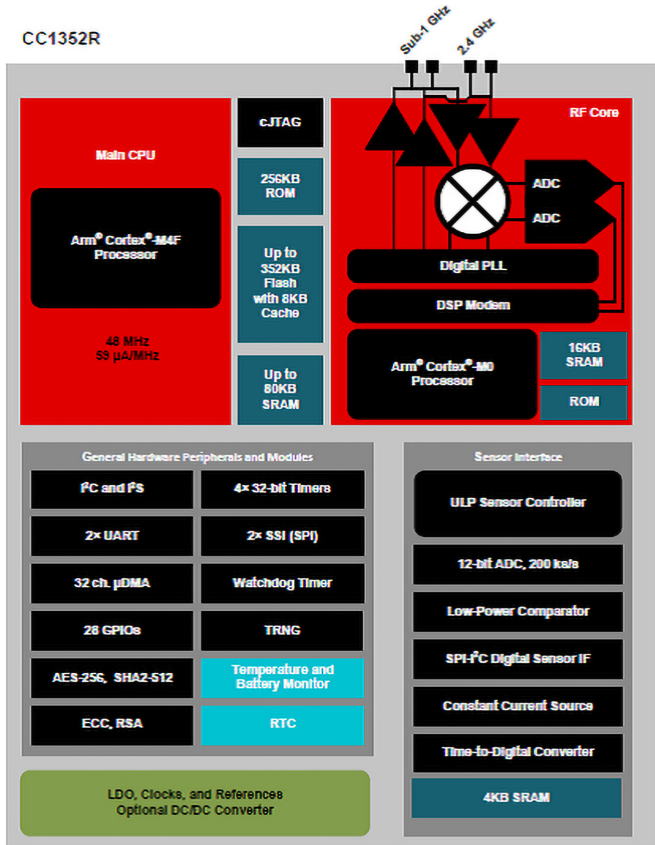 CC1352R
Sub-1 GHz
2.4 GHz
Main CPU
Arm® Cortex®-M4F
Processor
48 MHz
59 µA/MHz
cJTAG
256KB
ROM
Up to
352KB
Flash
with 8KB
Cache
Up to
80KB
SRAM
RF Core
ADC
ADC
Digital PLL
DSP Modem
Arm® Cortex®-M0
Processor
16KB
SRAM
ROM
General Hardware Peripherals and Modules
I²C and I²S
4× 32-bit Timers
2× UART
2× SSI (SPI)
32 ch. µDMA
Watchdog Timer
28 GPIOs
TRNG
AES-256, SHA2-512
Temperature and
Battery Monitor
ECC, RSA
RTC
LDO, Clocks, and References
Optional DC/DC Converter
Sensor Interface
ULP Sensor Controller
12-bit ADC, 200 ks/s
Low-Power Comparator
SPI-I²C Digital Sensor IF
Constant Current Source
Time-to-Digital Converter
4KB SRAM